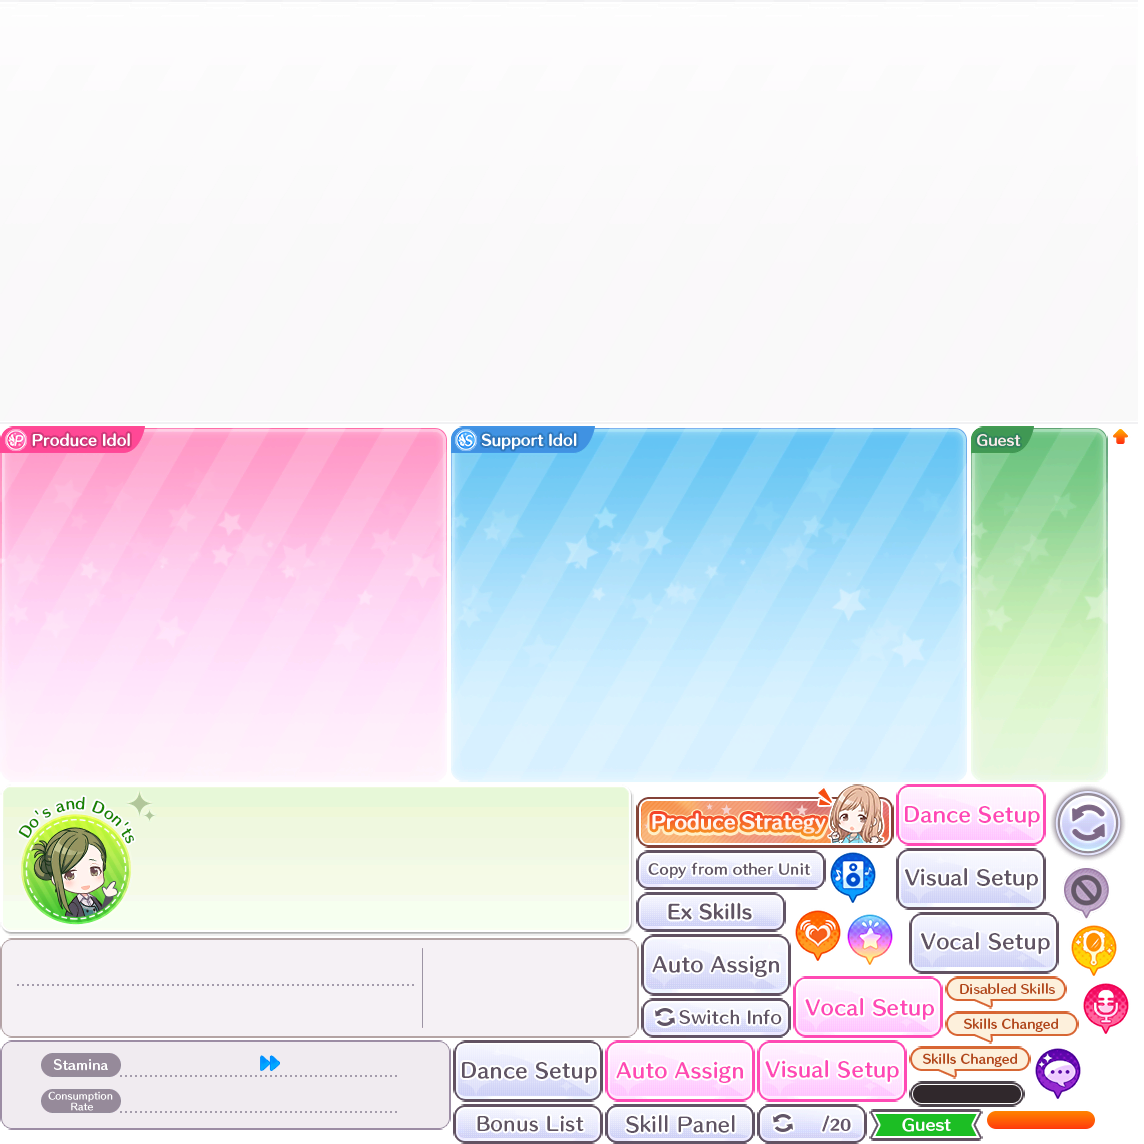 Produce Idol
Support Idol
Guest
Do's and Don'ts
Produce Strategy
Dance Setup
Copy from other Unit
Visual Setup
Ex Skills
Vocal Setup
Auto Assign
Disabled Skills
Vocal Setup
Switch Info
Skills Changed
Stamina
Consumption
Rate
Dance Setup
Auto Assign
Visual Setup
Skills Changed
Bonus List
Skill Panel
/20
Guest